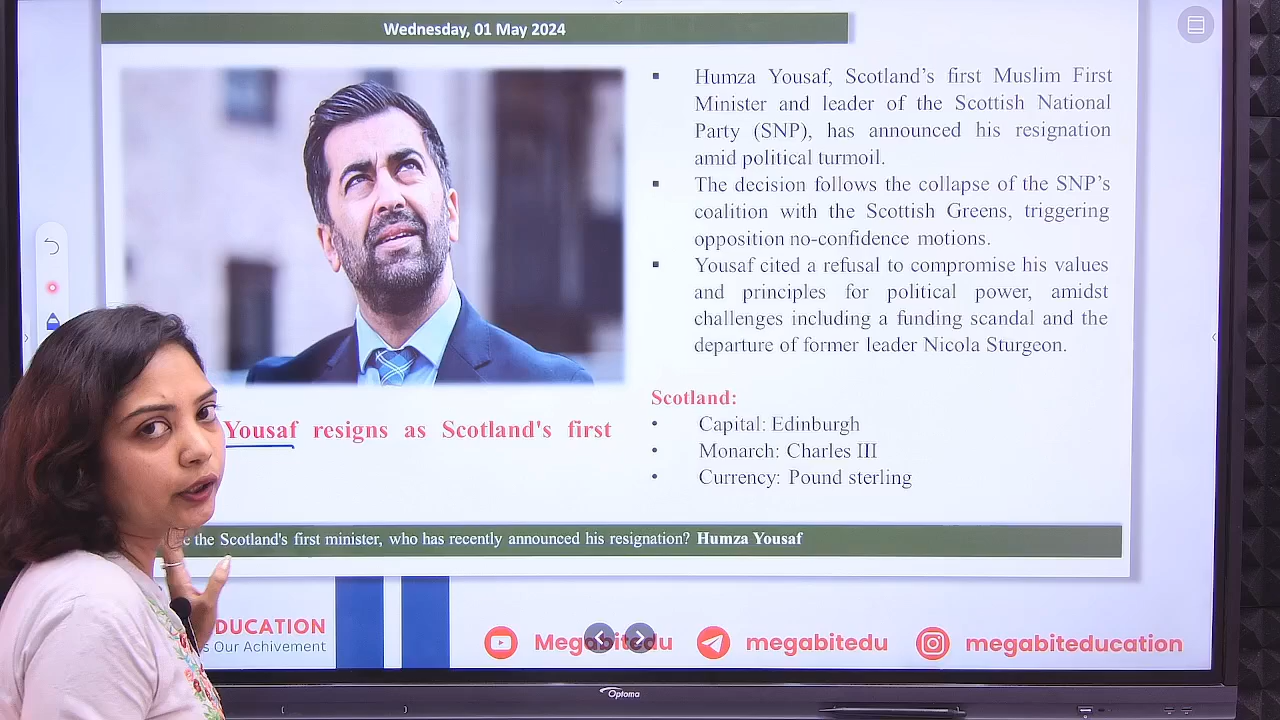 Wednesday, 01 May 2024
Humza Yousaf, Scotland's first Muslim First
Minister and leader of the Scottish National
Party (SNP), has announced his resignation
amid political turmoil.
The decision follows the collapse of the SNP's
coalition with the Scottish Greens, triggering
opposition no-confidence motions.
Yousaf cited a refusal to compromise his values
and principles for political power, amidst
challenges including a funding scandal and the
departure of former leader Nicola Sturgeon.
Yousaf resigns as Scotland's first
Scotland:
Capital: Edinburgh
Monarch: Charles III
Currency: Pound sterling
the Scotland's first minister, who has recently announced his resignation? Humza Yousaf
DUCATION
s Our Achivement
Megabitedu
megabitedu
megabiteducation
Optoma